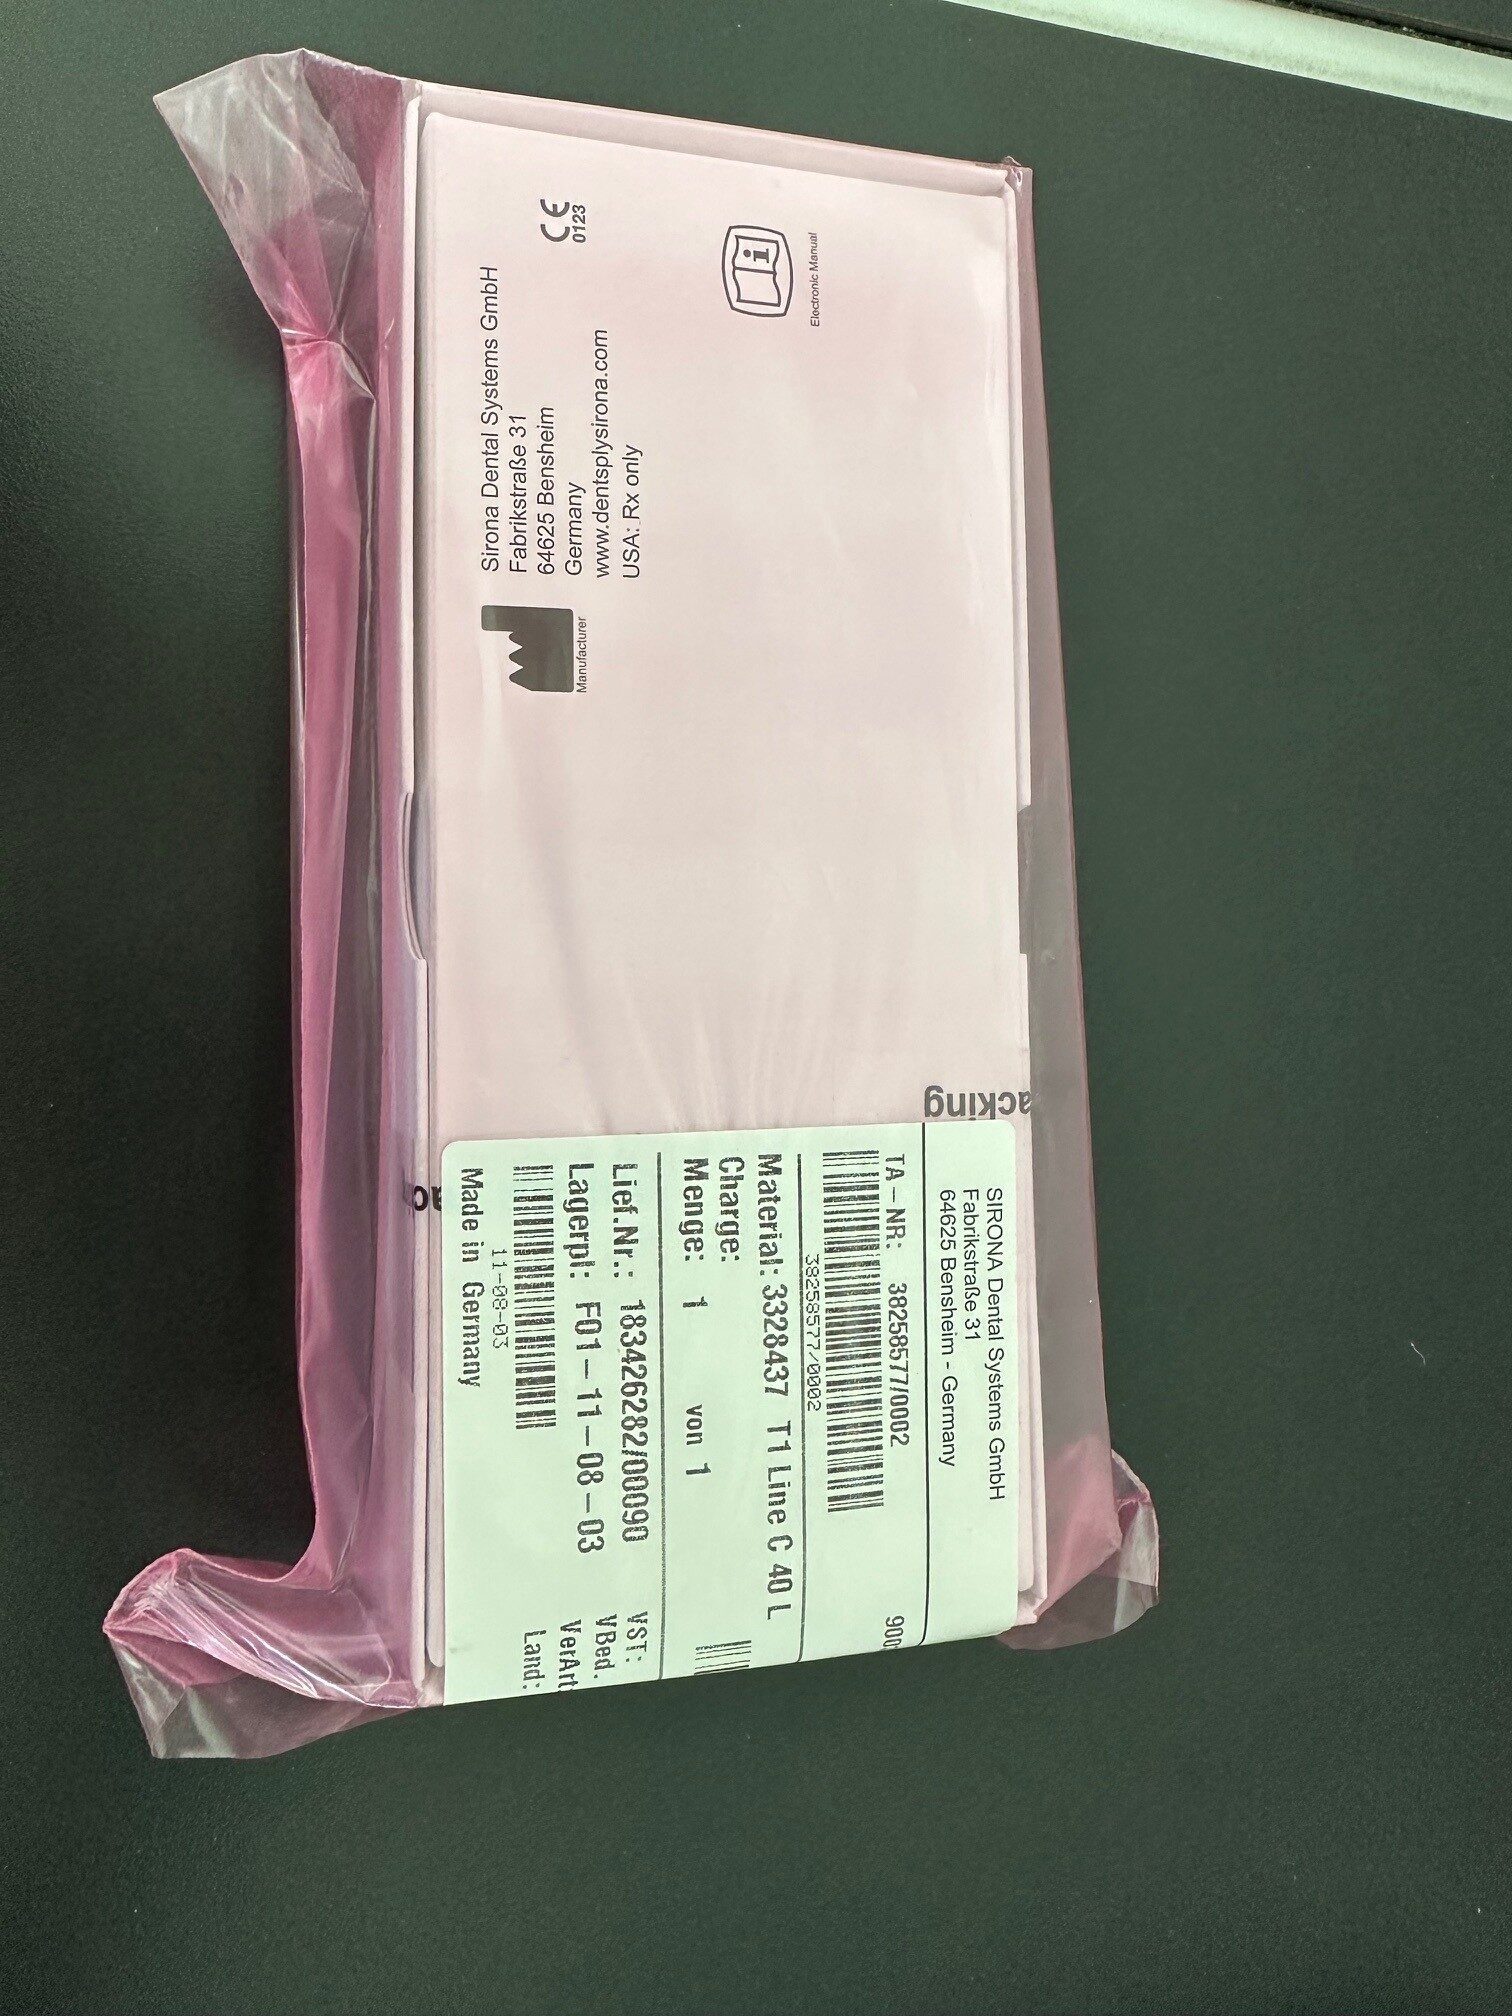 Sirona Dental Systems GmbH
Fabrikstraße 31
64625 Bensheim
Germany
www.dentsplysirona.com
USA: Rx only
Manufacturer
CE
0123
i
Electronic Manual
acking
SIRONA Dental Systems GmbH
Fabrikstraße 31
64625 Bensheim - Germany
TA-NR: 38258577/0002 900
38258577/0002
Material: 3328437 T1 Line C 40 L
Charge:
Menge: 1 von 1
Lief.Nr.: 183426282/00090 VST:
Lagerpl: F01-11-08-03 VBed.
VerArt
11-08-03 Land:
Made in Germany